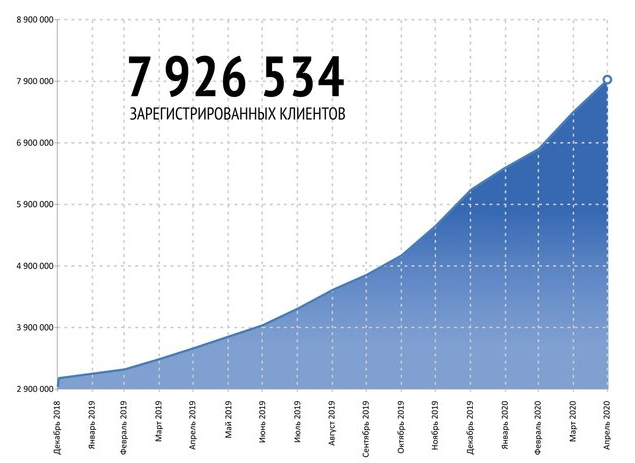 8 900 000
7 926 534
ЗАРЕГИСТРИРОВАННЫХ КЛИЕНТОВ
7 900 000
6 900 000
5 900 000
4 900 000
3 900 000
2 900 000
Декабрь 2018
Январь 2019
Февраль 2019
Март 2019
Апрель 2019
Май 2019
Июнь 2019
Июль 2019
Август 2019
Сентябрь 2019
Октябрь 2019
Ноябрь 2019
Декабрь 2019
Январь 2020
Февраль 2020
Март 2020
Апрель 2020